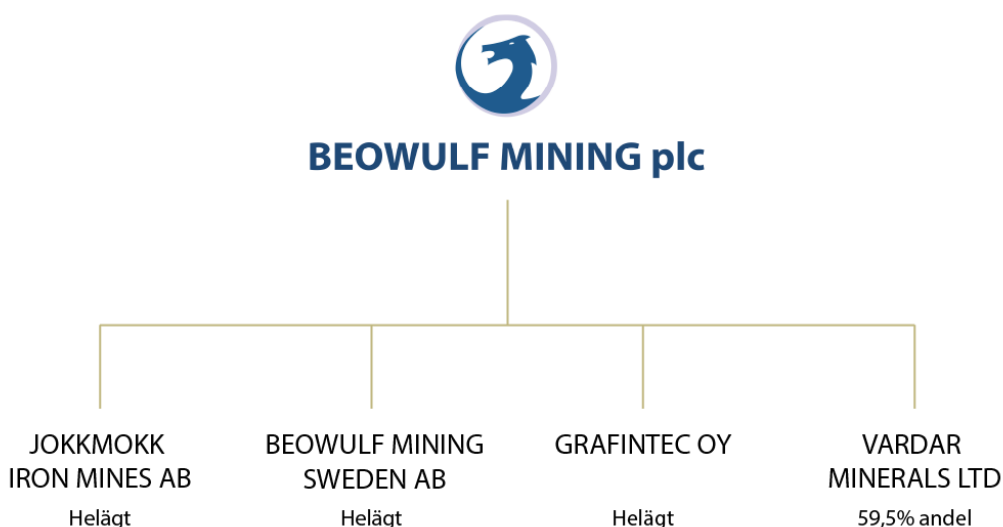 BEOWULF MINING plc
JOKKMOKK
IRON MINES AB
Helägt
BEOWULF MINING
SWEDEN AB
Helägt
GRAFINTEC OY
Helägt
VARDAR
MINERALS LTD
59,5% andel